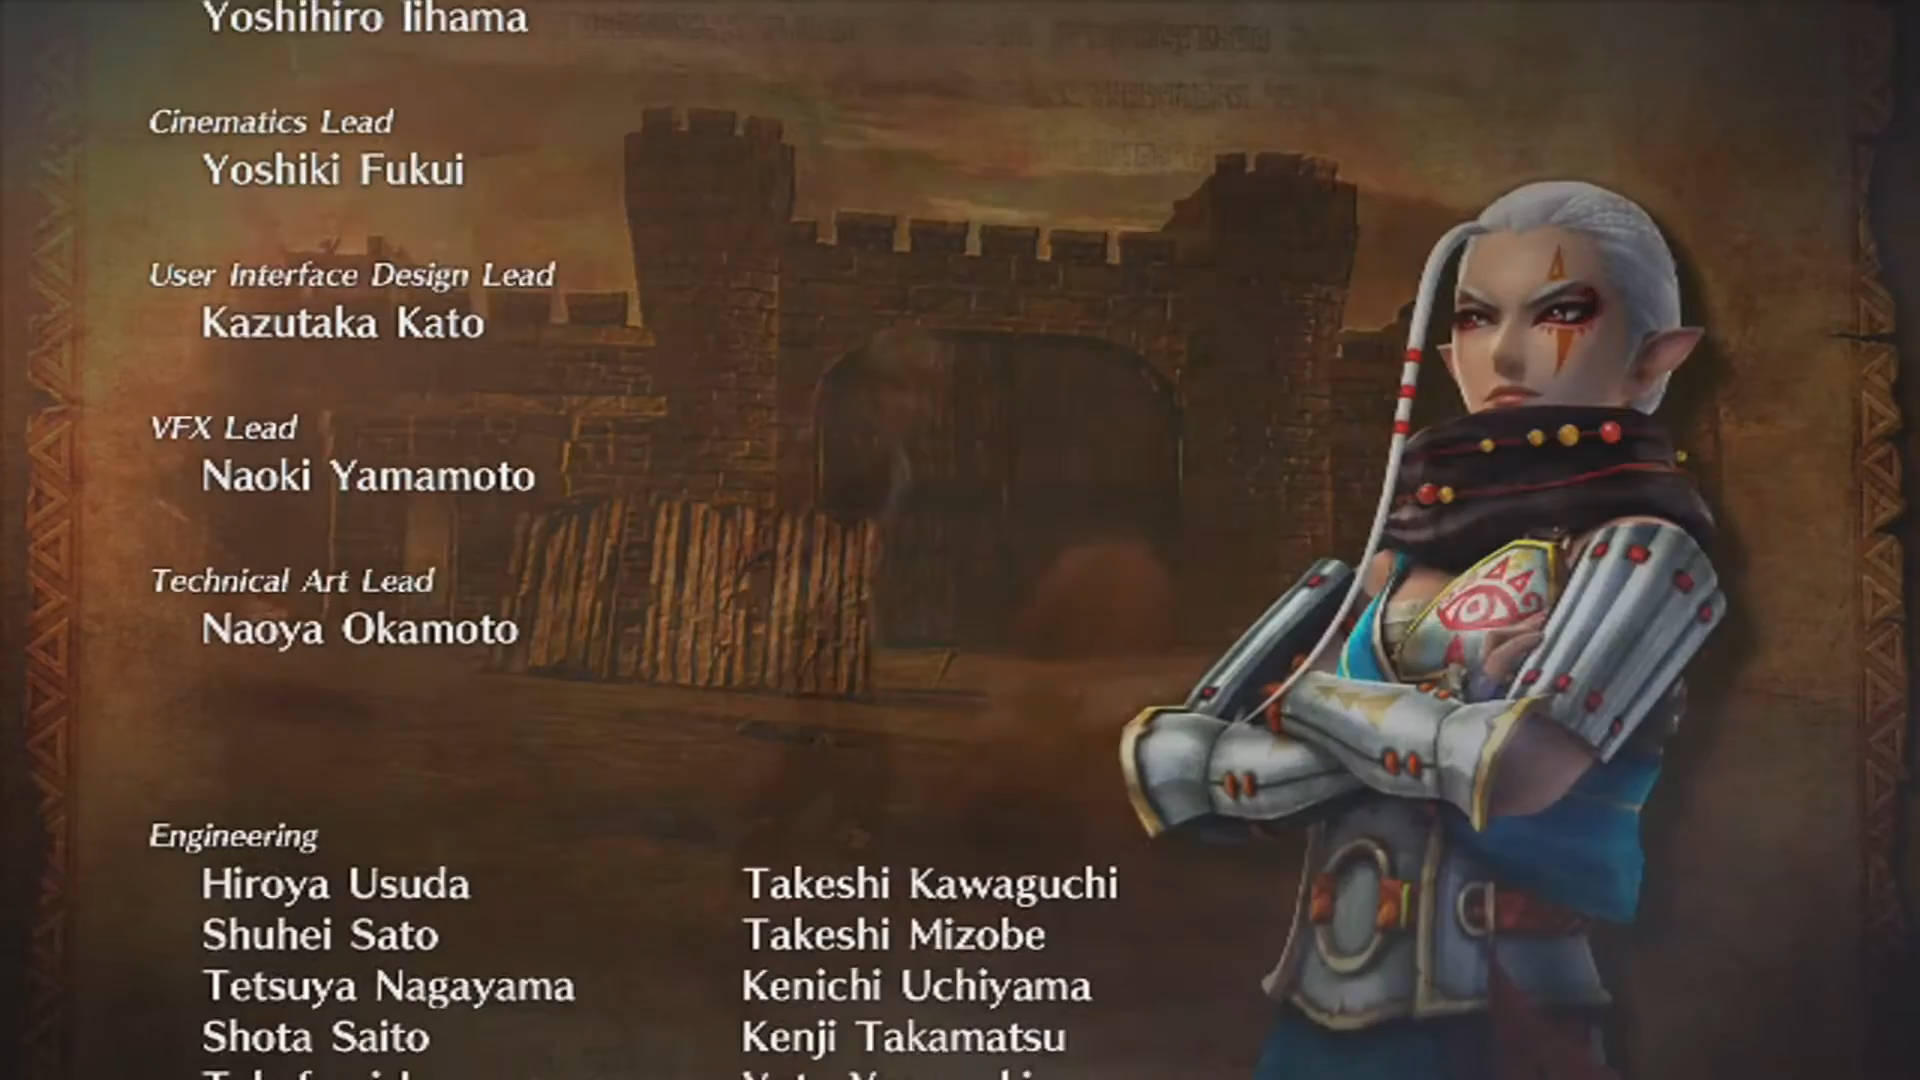 Yoshihiro Iihama
Cinematics Lead
Yoshiki Fukui
User Interface Design Lead
Kazutaka Kato
VFX Lead
Naoki Yamamoto
Technical Art Lead
Naoya Okamoto
Engineering
Hiroya Usuda
Takeshi Kawaguchi
Shuhei Sato
Takeshi Mizobe
Tetsuya Nagayama
Kenichi Uchiyama
Shota Saito
Kenji Takamatsu